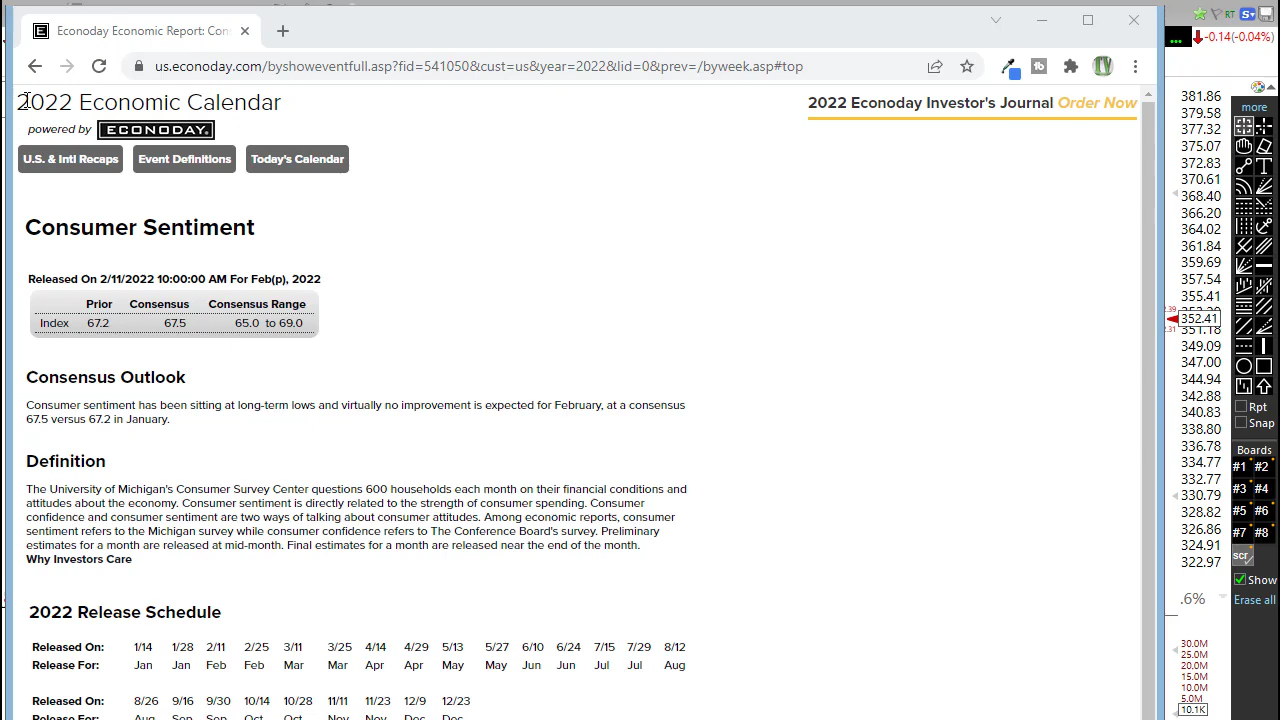 Econoday Economic Report: Con
RT
-0.14(-0.04%)
us.econoday.com/byshoweventfull.asp?fid=541050&cust=us&year=2022&lid=0&prev=/byweek.asp#top
2022 Economic Calendar
2022 Econoday Investor's Journal Order Now
powered by ECONODAY
U.S. & Intl Recaps Event Definitions Today's Calendar
Consumer Sentiment
Released On 2/11/2022 10:00:00 AM For Feb(p), 2022
Prior Consensus Consensus Range
Index 67.2 67.5 65.0 to 69.0
Consensus Outlook
Consumer sentiment has been sitting at long-term lows and virtually no improvement is expected for February, at a consensus
67.5 versus 67.2 in January.
Definition
The University of Michigan's Consumer Survey Center questions 600 households each month on their financial conditions and
attitudes about the economy. Consumer sentiment is directly related to the strength of consumer spending. Consumer
confidence and consumer sentiment are two ways of talking about consumer attitudes. Among economic reports, consumer
sentiment refers to the Michigan survey while consumer confidence refers to The Conference Board's survey. Preliminary
estimates for a month are released at mid-month. Final estimates for a month are released near the end of the month.
Why Investors Care
2022 Release Schedule
Released On: 1/14 1/28 2/11 2/25 3/11 3/25 4/14 4/29 5/13 5/27 6/10 6/24 7/15 7/29 8/12
Release For: Jan Jan Feb Feb Mar Mar Apr Apr May May Jun Jun Jul Jul Aug
Released On: 8/26 9/16 9/30 10/14 10/28 11/11 11/23 12/9 12/23
Release For: Aug Sep Sep Oct Oct Nov Nov Dec Dec
381.86
379.58
377.32
375.07
372.83
370.61
368.40
366.20
364.02
361.84
359.69
357.54
355.41
352.41
351.18
349.09
347.00
344.94
342.88
340.83
338.80
336.78
334.77
332.77
330.79
328.82
326.86
324.91
322.97
.6%
30.0M
25.0M
20.0M
15.0M
10.0M
5.0M
10.1K
more
Rpt
Snap
Boards
#1 #2
#3 #4
#5 #6
#7 #8
scr
Show
Erase all